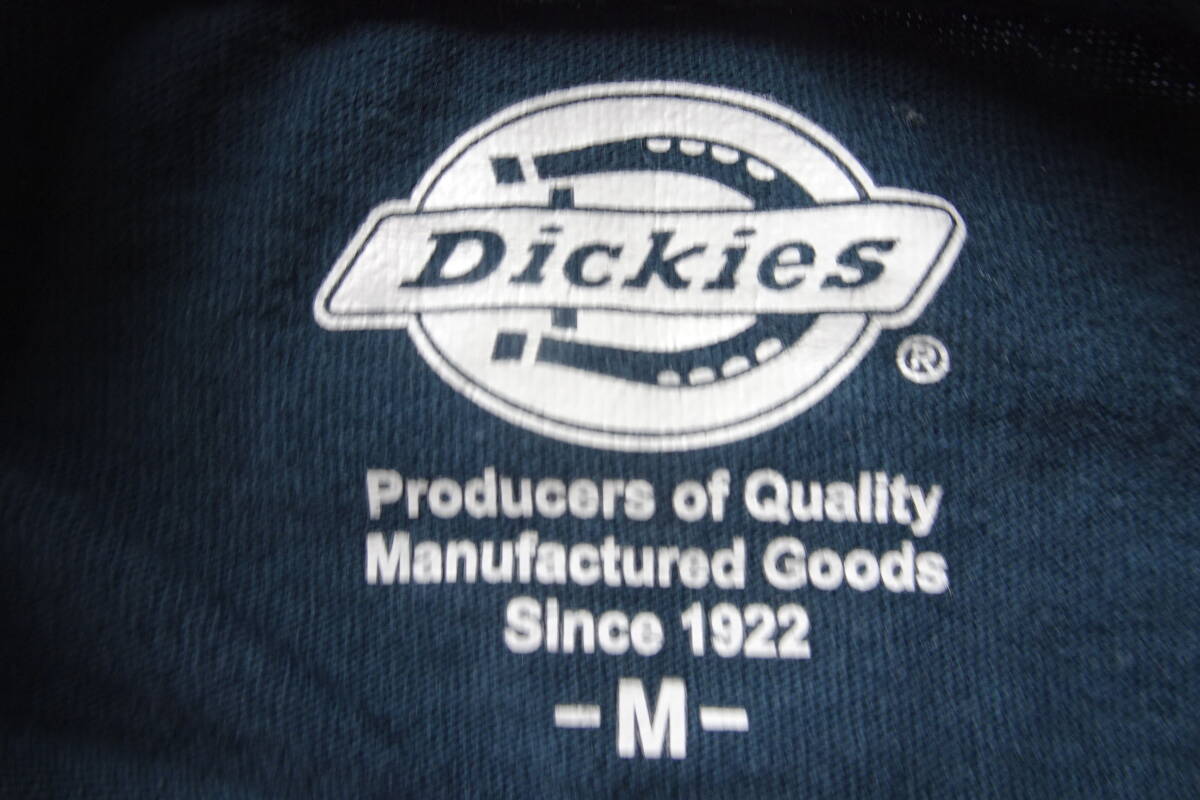 Dickies
®
Producers of Quality
Manufactured Goods
Since 1922
-M-